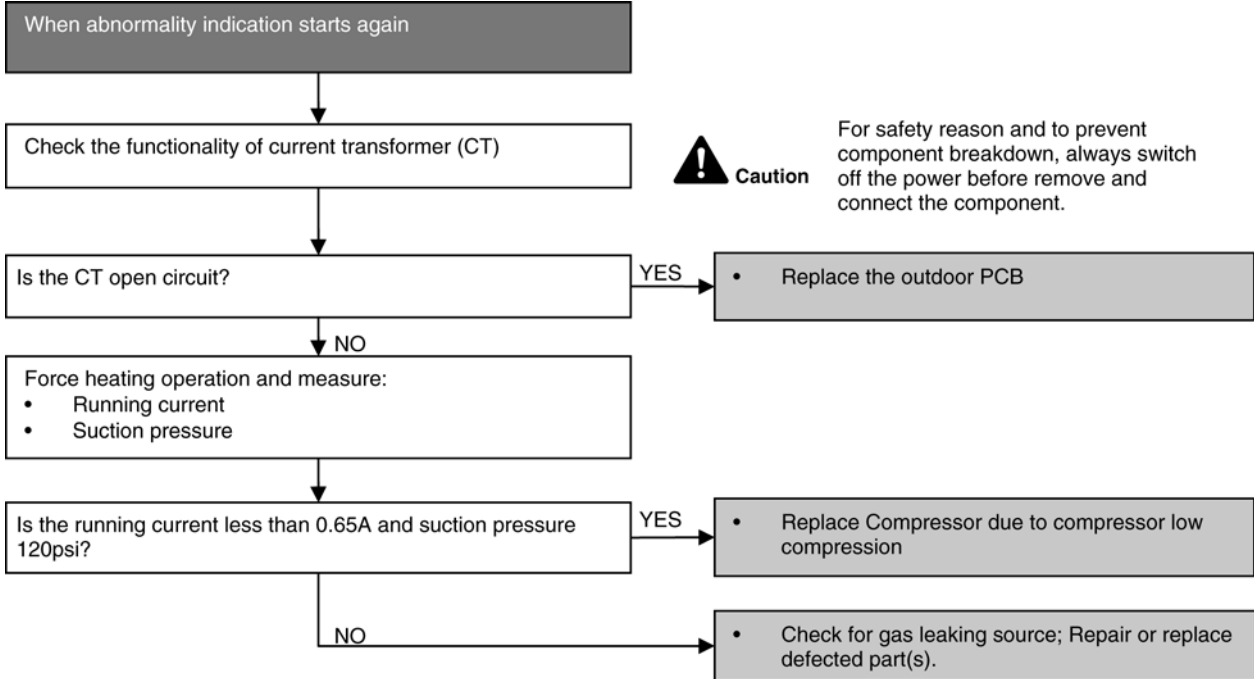 When abnormality indication starts again
Check the functionality of current transformer (CT)
Caution
For safety reason and to prevent
component breakdown, always switch
off the power before remove and
connect the component.
Is the CT open circuit?
YES
• Replace the outdoor PCB
NO
Force heating operation and measure:
• Running current
• Suction pressure
Is the running current less than 0.65A and suction pressure
120psi?
YES
• Replace Compressor due to compressor low
compression
NO
• Check for gas leaking source; Repair or replace
defected part(s).